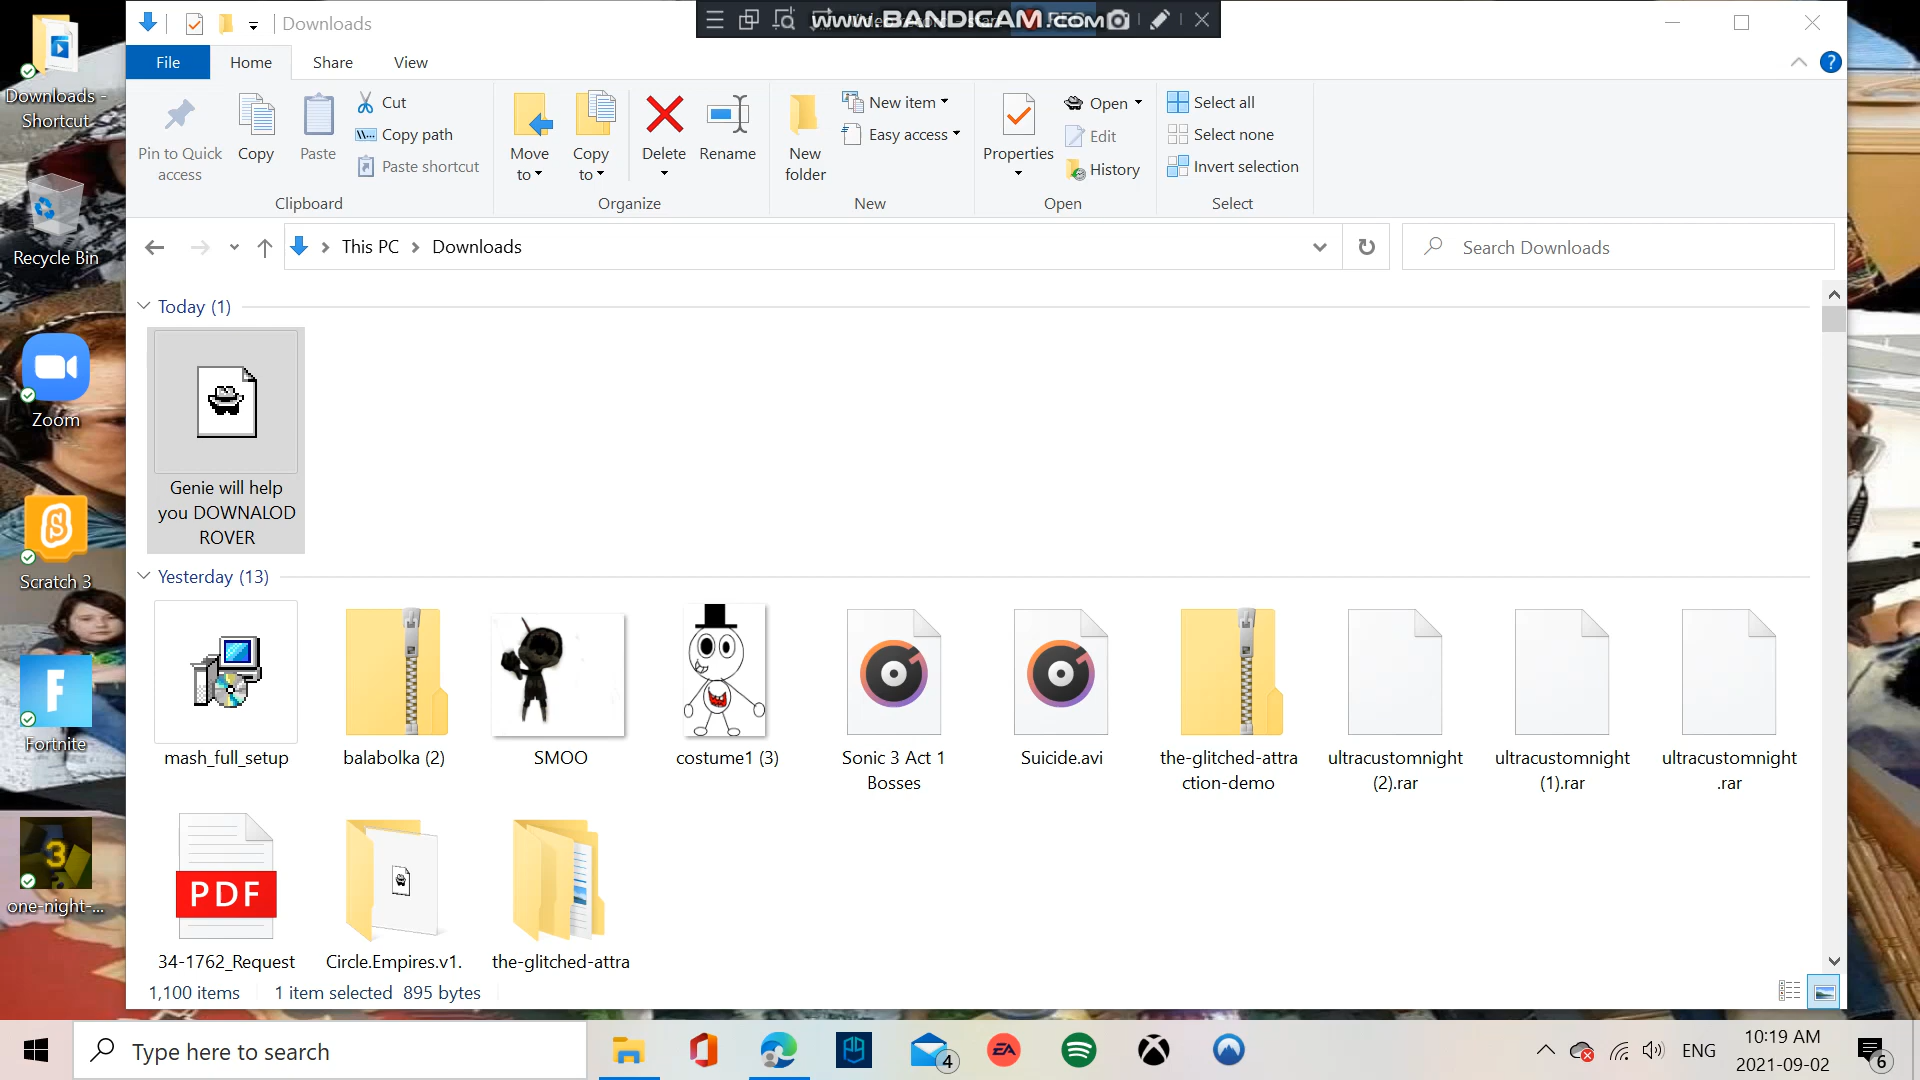 Downloads
www.BANDICAM.com
File
Home
Share
View
Pin to Quick access
Copy
Paste
Cut
Copy path
Paste shortcut
Clipboard
Move to
Copy to
Delete
Rename
Organize
New folder
New item
Easy access
New
Properties
Open
Edit
History
Open
Select all
Select none
Invert selection
Select
This PC
Downloads
Search Downloads
Downloads -
Shortcut
Recycle Bin
Zoom
Scratch 3
Fortnite
one-night-...
Today (1)
Genie will help
you DOWNALOD
ROVER
Yesterday (13)
mash_full_setup
balabolka (2)
SMOO
costume1 (3)
Sonic 3 Act 1
Bosses
Suicide.avi
the-glitched-attra
ction-demo
ultracustomnight
(2).rar
ultracustomnight
(1).rar
ultracustomnight
.rar
PDF
34-1762_Request
Circle.Empires.v1.
the-glitched-attra
1,100 items
1 item selected 895 bytes
Type here to search
4
EA
ENG
10:19 AM
2021-09-02
6